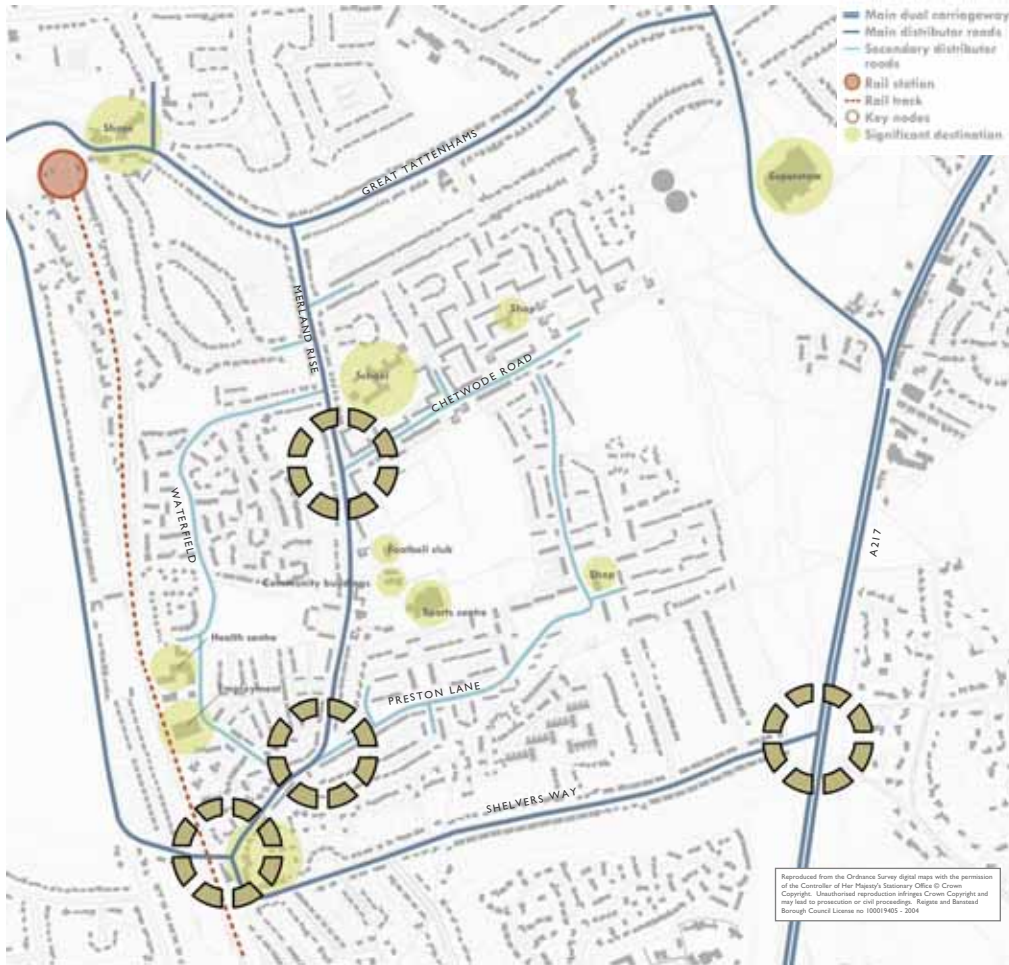 Main dual carriageway
Main distributor roads
Secondary distributor
roads
Rail station
Rail track
Key nodes
Significant destination
Shops
GREAT TATTENHAMS
Superstore
MERLAND RISE
Shop
School
CHETWODE ROAD
WATERFIELD
A217
Football club
Community buildings
Shop
Sports centre
Health centre
Employment
PRESTON LANE
SHELVERS WAY
Reproduced from the Ordnance Survey digital maps with the permission
of the Controller of Her Majesty's Stationary Office © Crown
Copyright. Unauthorised reproduction infringes Crown Copyright and
may lead to prosecution or civil proceedings. Reigate and Banstead
Borough Council License no 100019405 - 2004